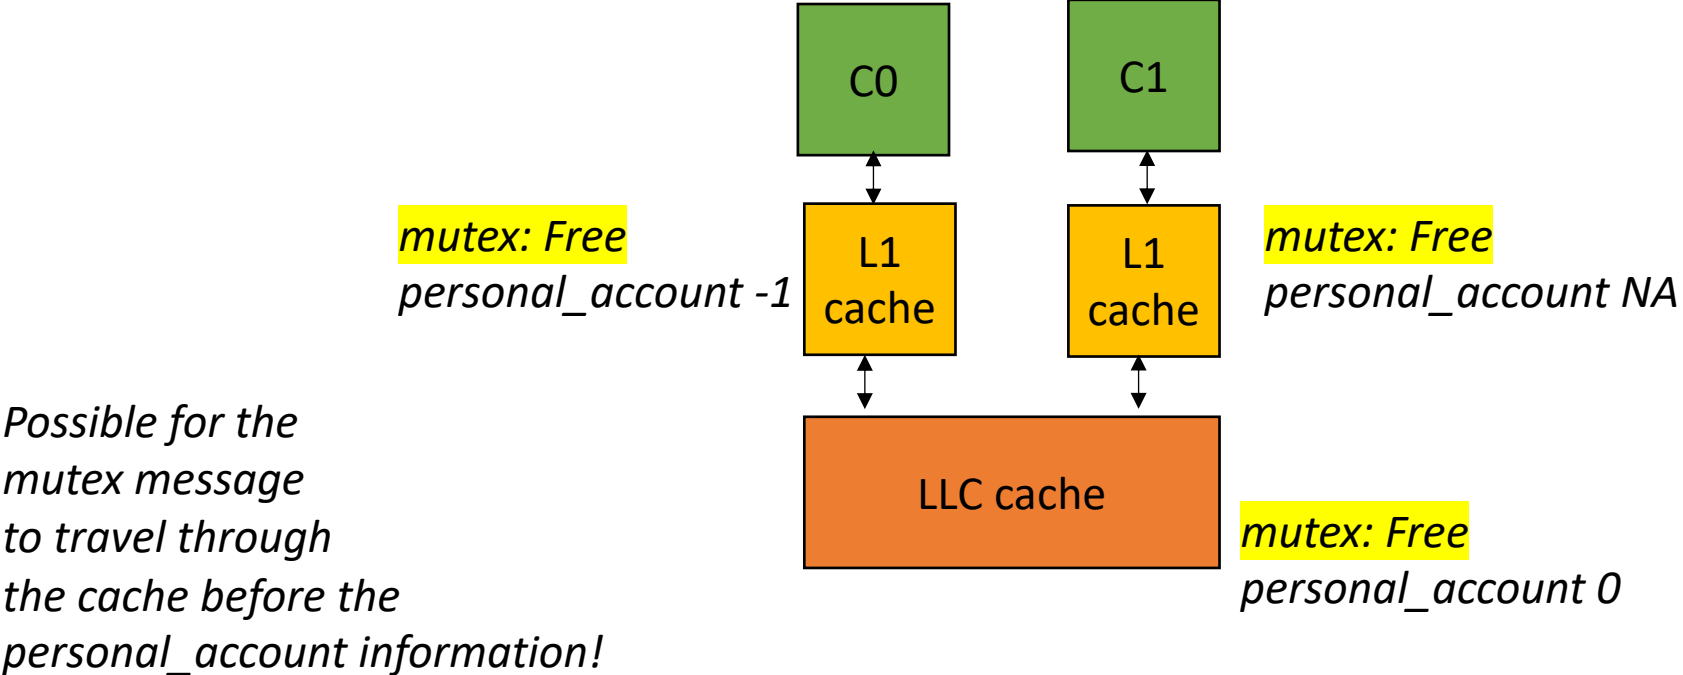 C0
C1
mutex: Free
personal_account -1
L1
cache
L1
cache
mutex: Free
personal_account NA
Possible for the
mutex message
to travel through
the cache before the
personal_account information!
LLC cache
mutex: Free
personal_account 0